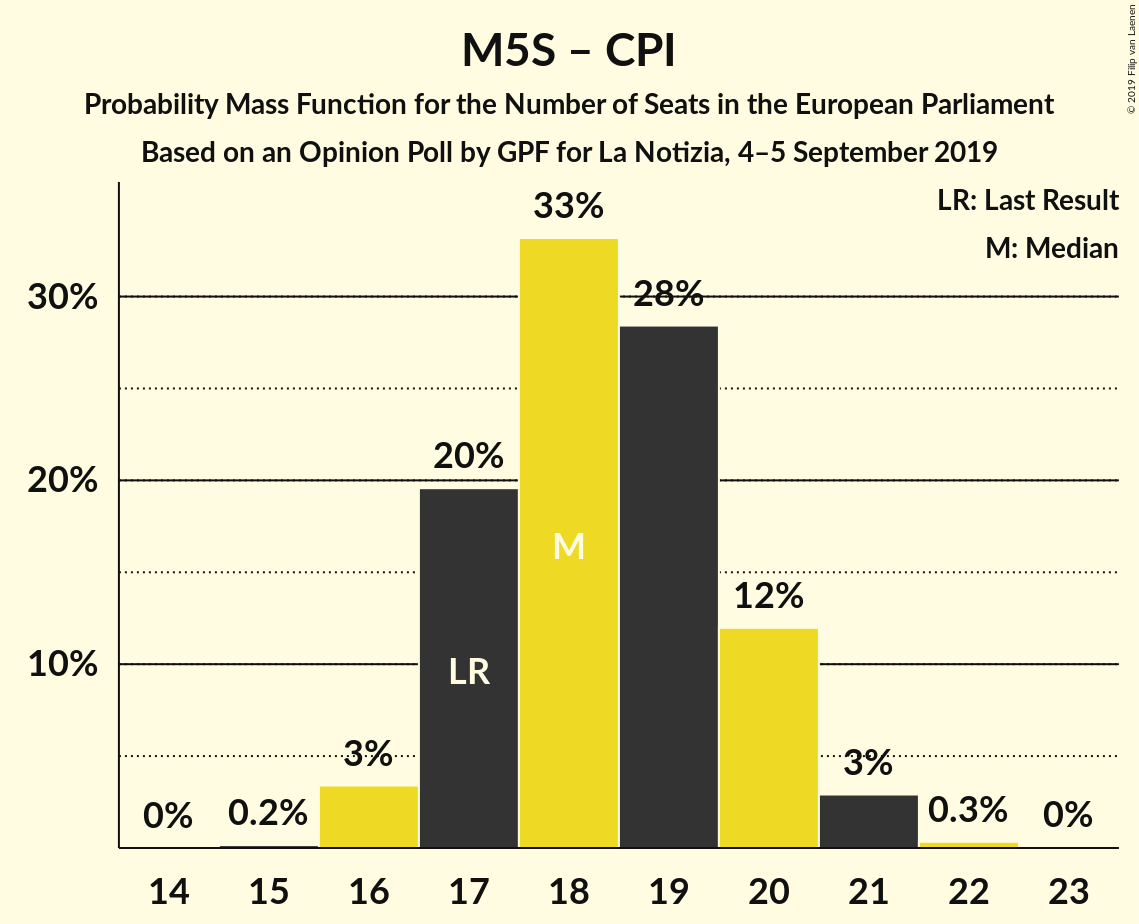 M5S – CPI
Probability Mass Function for the Number of Seats in the European Parliament
Based on an Opinion Poll by GPF for La Notizia, 4–5 September 2019
© 2019 Filip van Laenen
LR: Last Result
M: Median
33%
30%
28%
20%
20%
M
12%
10%
LR
3%
3%
0%
0.2%
0.3%
0%
14 15 16 17 18 19 20 21 22 23